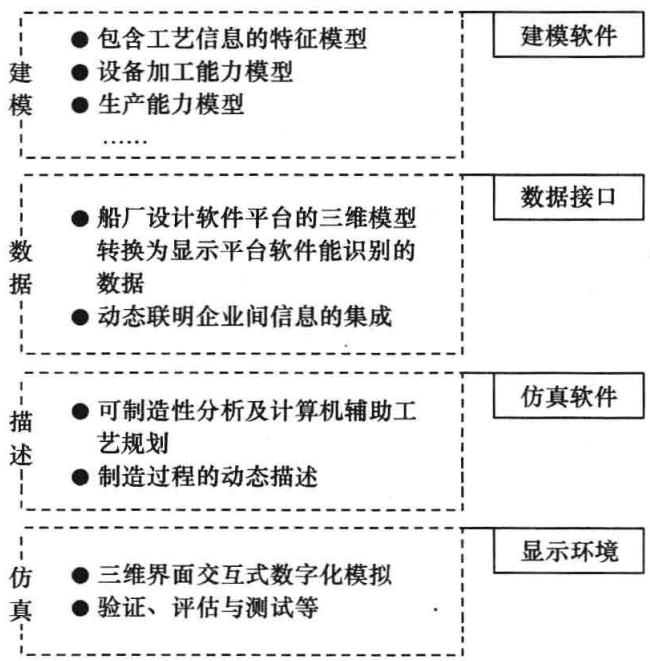 建模
包含工艺信息的特征模型
设备加工能力模型
生产能力模型
……
建模软件
数据
船厂设计软件平台的三维模型
转换为显示平台软件能识别的
数据
动态联明企业间信息的集成
数据接口
描述
可制造性分析及计算机辅助工
艺规划
制造过程的动态描述
仿真软件
仿真
三维界面交互式数字化模拟
验证、评估与测试等
显示环境